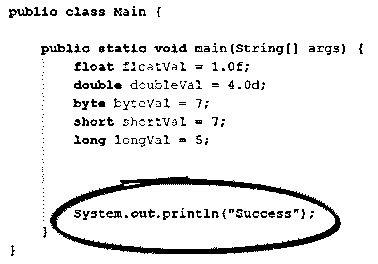 public class Main {
public static void main(String[] args) {
float floatVal = 1.0f;
double doubleVal = 4.0d;
byte byteVal = 7;
short shortVal = 7;
long longVal = 5;
System.out.println("Success");
}
}